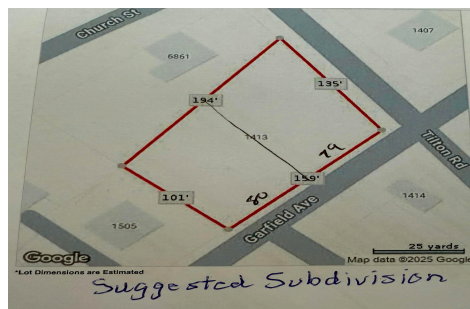 Church St
1407
6861
135'
194'
1413
79
Tilton Rd
159'
80
101'
1414
1505
Garfield Ave
25 yards
Google
Map data ©2025 Google
*Lot Dimensions are Estimated
Suggested Subdivision